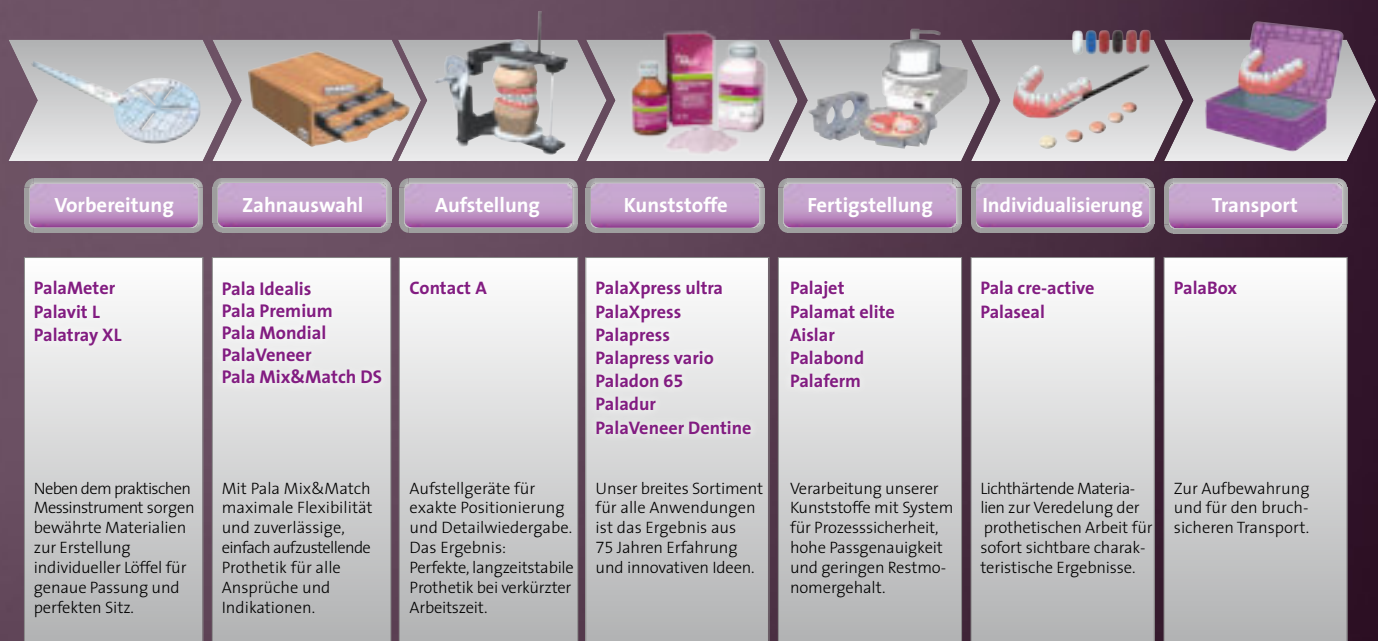 Vorbereitung
Zahnauswahl
Aufstellung
Kunststoffe
Fertigstellung
Individualisierung
Transport
PalaMeter
Palavit L
Palatray XL
Neben dem praktischen
Messinstrument sorgen
bewährte Materialien
zur Erstellung
individueller Löffel für
genaue Passung und
perfekten Sitz.
Pala Idealis
Pala Premium
Pala Mondial
PalaVeneer
Pala Mix&Match DS
Mit Pala Mix&Match
maximale Flexibilität
und zuverlässige,
einfach aufzustellende
Prothetik für alle
Ansprüche und
Indikationen.
Contact A
Aufstellgeräte für
exakte Positionierung
und Detailwiedergabe.
Das Ergebnis:
Perfekte, langzeitstabile
Prothetik bei verkürzter
Arbeitszeit.
PalaXpress ultra
PalaXpress
Palapress
Palapress vario
Paladon 65
Paladur
PalaVeneer Dentine
Unser breites Sortiment
für alle Anwendungen
ist das Ergebnis aus
75 Jahren Erfahrung
und innovativen Ideen.
Palajet
Palamat elite
Aislar
Palabond
Palaferm
Verarbeitung unserer
Kunststoffe mit System
für Prozesssicherheit,
hohe Passgenauigkeit
und geringen Restmo-
nomergehalt.
Pala cre-active
Palaseal
Lichthärtende Materia-
lien zur Veredelung der
prothetischen Arbeit für
sofort sichtbare charak-
teristische Ergebnisse.
PalaBox
Zur Aufbewahrung
und für den bruch-
sicheren Transport.